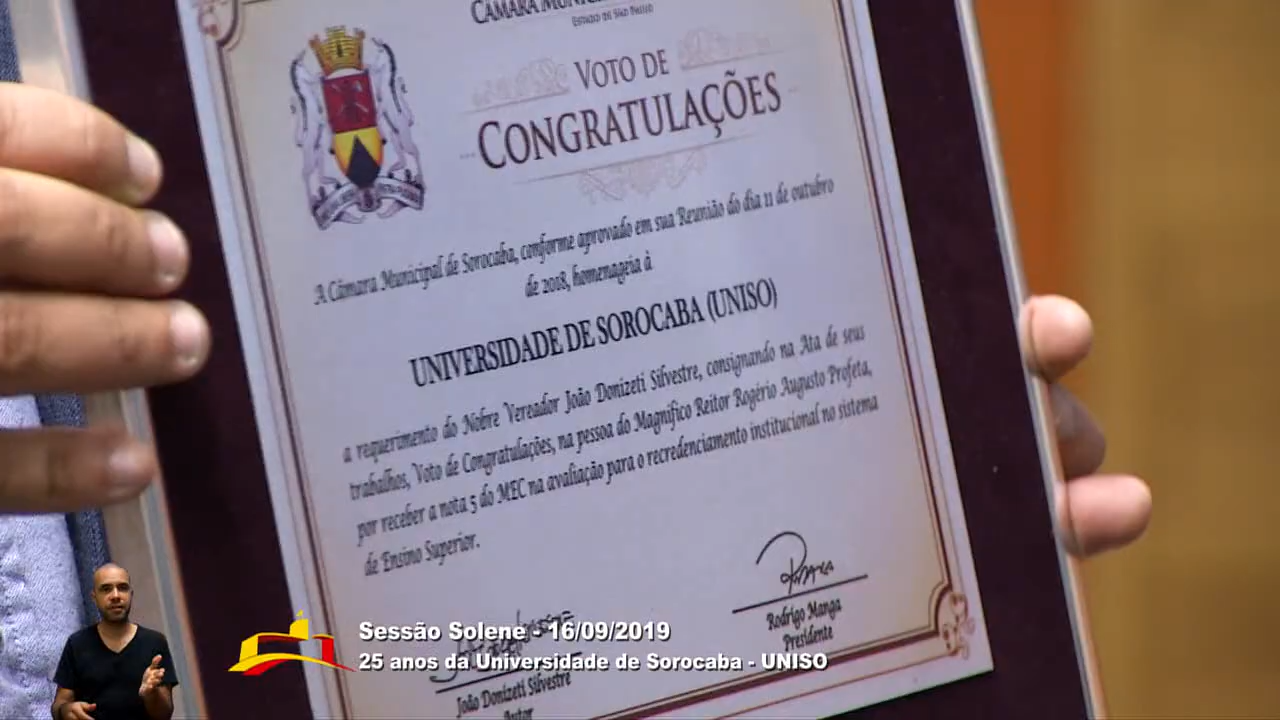 CÂMARA
ESTADO DE SÃO PAULO
VOTO DE
CONGRATULAÇÕES
A Câmara Municipal de Sorocaba, conforme aprovado em sua Reunião do dia 11 de outubro
de 2018, homenageia à
UNIVERSIDADE DE SOROCABA (UNISO)
a requerimento do Nobre Vereador João Donizeti Silvestre, consignando na Ata de seus
trabalhos, Voto de Congratulações, na pessoa do Magnífico Reitor Rogério Augusto Profeta,
por receber a nota 5 do MEC na avaliação para o recredenciamento institucional no sistema
de Ensino Superior.
Rodrigo Manga
Presidente
João Donizeti Silvestre
Autor
Sessão Solene - 16/09/2019
25 anos da Universidade de Sorocaba - UNISO